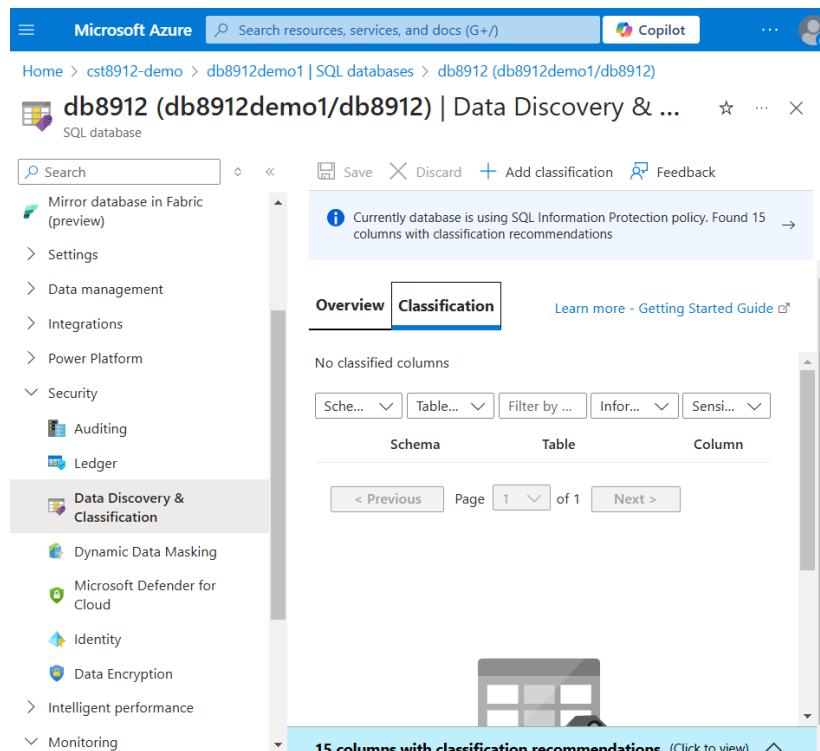 Microsoft Azure
Search resources, services, and docs (G+/)
Copilot
...
Home > cst8912-demo > db8912demo1 | SQL databases > db8912 (db8912demo1/db8912)
db8912 (db8912demo1/db8912) | Data Discovery & ...
SQL database
Search
Mirror database in Fabric
(preview)
Settings
Data management
Integrations
Power Platform
Security
Auditing
Ledger
Data Discovery &
Classification
Dynamic Data Masking
Microsoft Defender for
Cloud
Identity
Data Encryption
Intelligent performance
Monitoring
Save Discard Add classification Feedback
Currently database is using SQL Information Protection policy. Found 15
columns with classification recommendations
Overview Classification Learn more - Getting Started Guide
No classified columns
Sche... Table... Filter by ... Infor... Sensi...
Schema Table Column
< Previous Page 1 of 1 Next >
15 columns with classification recommendations (Click to view)